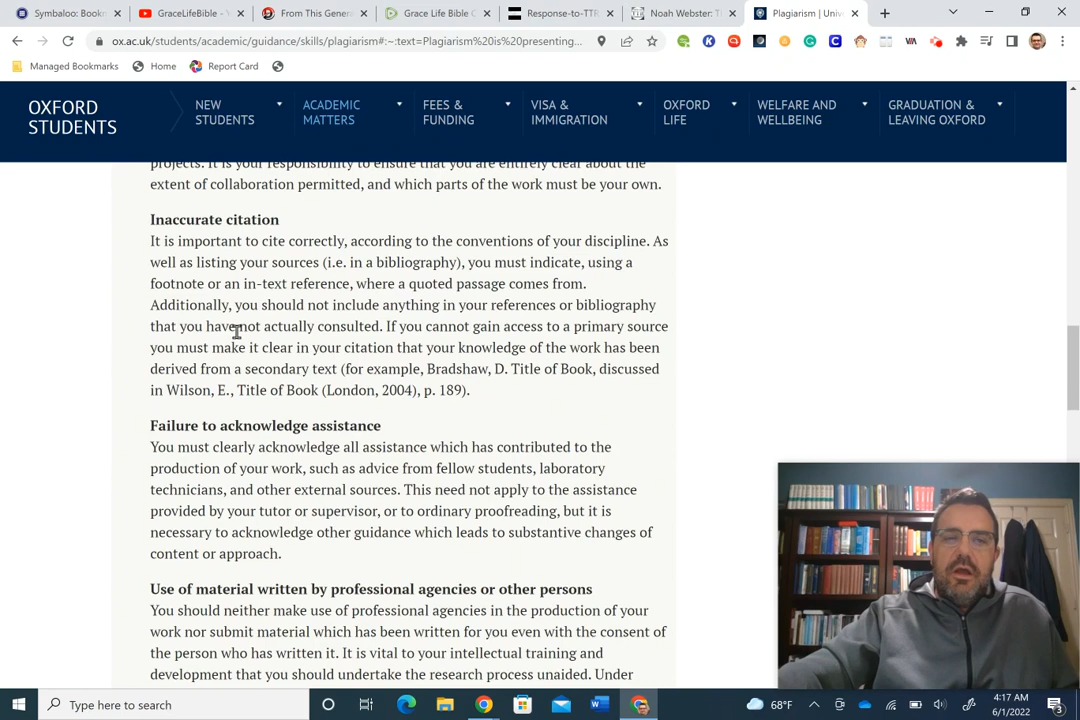 Symbaloo: Bookn
GraceLifeBible - Y
From This Genera
Grace Life Bible C
Response-to-TTR
Noah Webster: T
Plagiarism | Unive
ox.ac.uk/students/academic/guidance/skills/plagiarism#:~:text=Plagiarism%20is%20presenting...
Managed Bookmarks
Home
Report Card
OXFORD
STUDENTS
NEW
STUDENTS
ACADEMIC
MATTERS
FEES &
FUNDING
VISA &
IMMIGRATION
OXFORD
LIFE
WELFARE AND
WELLBEING
GRADUATION &
LEAVING OXFORD
projects. It is your responsibility to ensure that you are entirely clear about the
extent of collaboration permitted, and which parts of the work must be your own.
Inaccurate citation
It is important to cite correctly, according to the conventions of your discipline. As
well as listing your sources (i.e. in a bibliography), you must indicate, using a
footnote or an in-text reference, where a quoted passage comes from.
Additionally, you should not include anything in your references or bibliography
that you have not actually consulted. If you cannot gain access to a primary source
you must make it clear in your citation that your knowledge of the work has been
derived from a secondary text (for example, Bradshaw, D. Title of Book, discussed
in Wilson, E., Title of Book (London, 2004), p. 189).
Failure to acknowledge assistance
You must clearly acknowledge all assistance which has contributed to the
production of your work, such as advice from fellow students, laboratory
technicians, and other external sources. This need not apply to the assistance
provided by your tutor or supervisor, or to ordinary proofreading, but it is
necessary to acknowledge other guidance which leads to substantive changes of
content or approach.
Use of material written by professional agencies or other persons
You should neither make use of professional agencies in the production of your
work nor submit material which has been written for you even with the consent of
the person who has written it. It is vital to your intellectual training and
development that you should undertake the research process unaided. Under
Type here to search
68°F
4:17 AM
6/1/2022